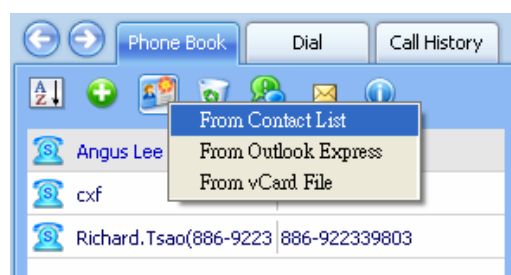 Phone Book Dial Call History
From Contact List
Angus Lee
From Outlook Express
cxf
From vCard File
Richard.Tsao(886-9223 886-922339803